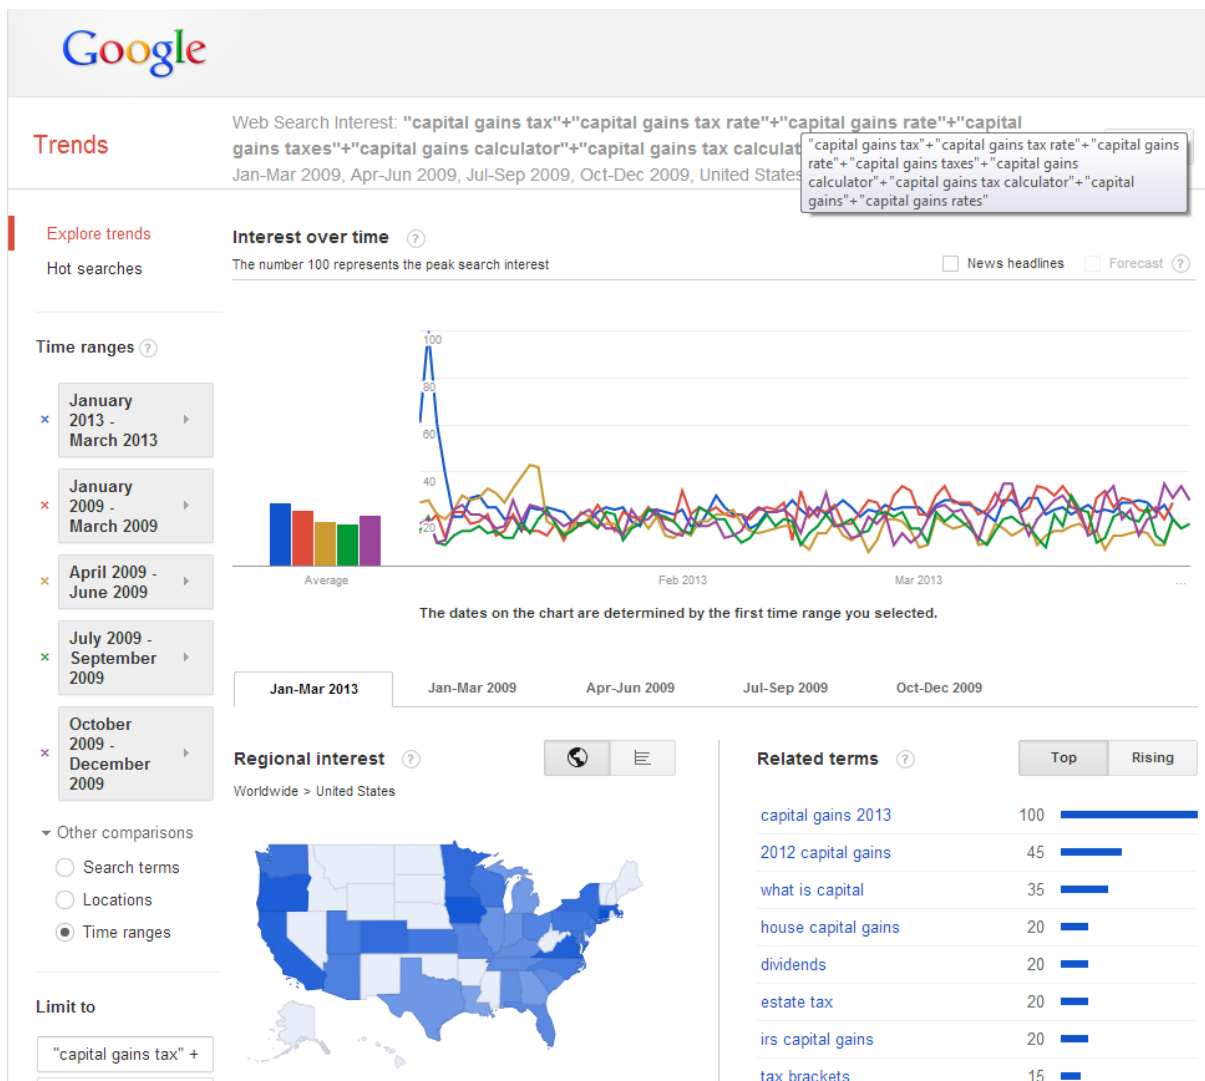 Google
Trends
Web Search Interest: "capital gains tax"+"capital gains tax rate"+"capital gains rate"+"capital
gains taxes"+"capital gains calculator"+"capital gains tax calculat
Jan-Mar 2009, Apr-Jun 2009, Jul-Sep 2009, Oct-Dec 2009, United States
"capital gains tax"+"capital gains tax rate"+"capital gains
rate"+"capital gains taxes"+"capital gains
calculator"+"capital gains tax calculator"+"capital
gains"+"capital gains rates"
Explore trends
Hot searches
Interest over time ?
The number 100 represents the peak search interest
News headlines
Forecast ?
Time ranges ?
January
2013 -
March 2013
January
2009 -
March 2009
April 2009 -
June 2009
July 2009 -
September
2009
October
2009 -
December
2009
100
80
60
40
20
Average
Feb 2013
Mar 2013
...
The dates on the chart are determined by the first time range you selected.
Other comparisons
Search terms
Locations
Time ranges
Limit to
"capital gains tax" +
Jan-Mar 2013
Jan-Mar 2009
Apr-Jun 2009
Jul-Sep 2009
Oct-Dec 2009
Regional interest ?
Worldwide > United States
Related terms ?
Top
Rising
capital gains 2013 100
2012 capital gains 45
what is capital 35
house capital gains 20
dividends 20
estate tax 20
irs capital gains 20
tax brackets 15